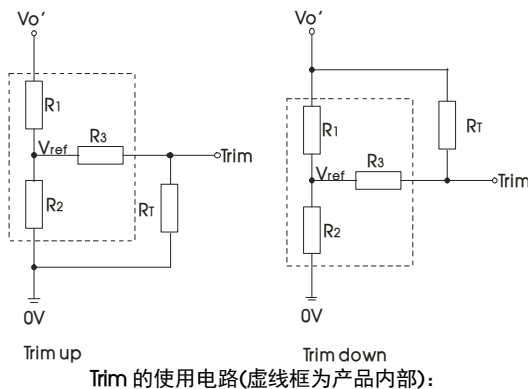 Vo' Vo'
R1 R1
RT
R3 R3
Vref Trim Vref
Trim
R2 RT R2
0V 0V
Trim up Trim down
Trim 的使用电路(虚线框为产品内部):